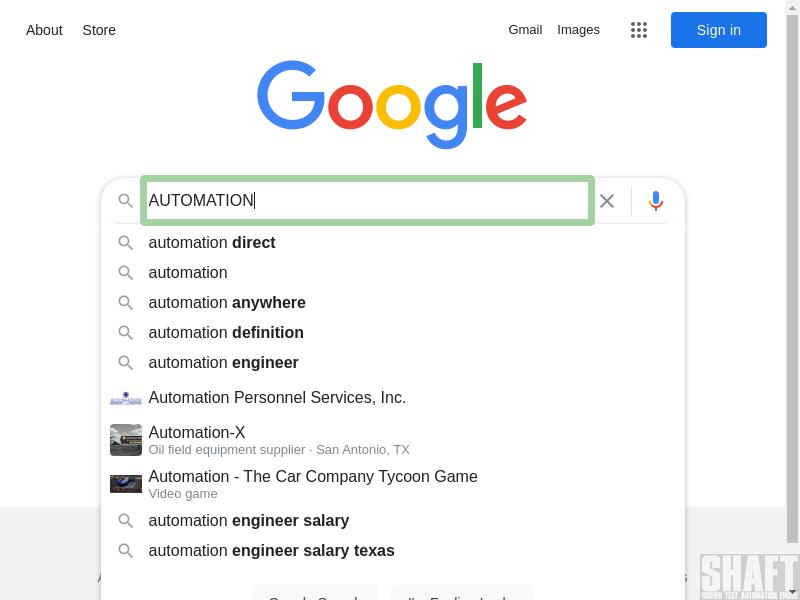 About Store Gmail Images Sign in
Google
AUTOMATION
automation direct
automation
automation anywhere
automation definition
automation engineer
Automation Personnel Services, Inc.
Automation-X
Oil field equipment supplier · San Antonio, TX
Automation - The Car Company Tycoon Game
Video game
automation engineer salary
automation engineer salary texas
SHAFT